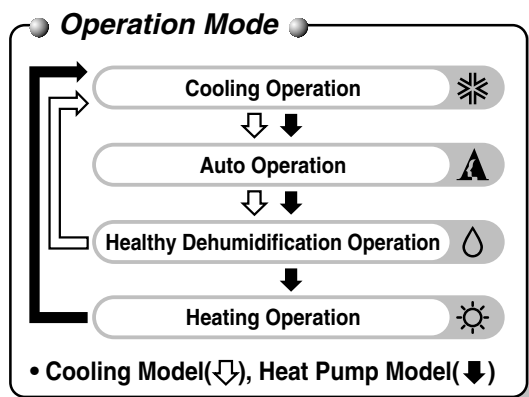 Operation Mode
Cooling Operation
Auto Operation
Healthy Dehumidification Operation
Heating Operation
• Cooling Model(⇩), Heat Pump Model(⬇)